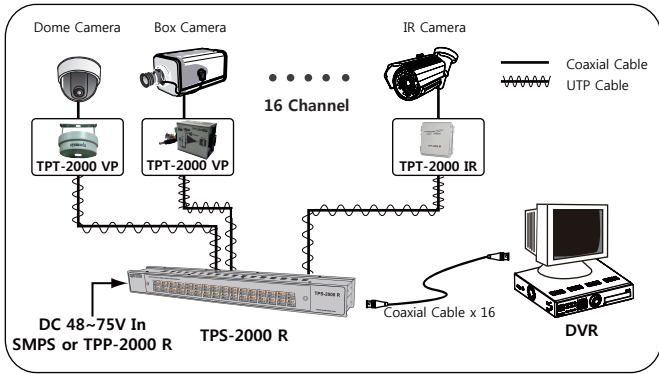 Dome Camera
Box Camera
IR Camera
Coaxial Cable
UTP Cable
16 Channel
TPT-2000 VP
TPT-2000 VP
TPT-2000 IR
TPS-2000 R
DC 48~75V In
SMPS or TPP-2000 R
TPS-2000 R
Coaxial Cable x 16
DVR